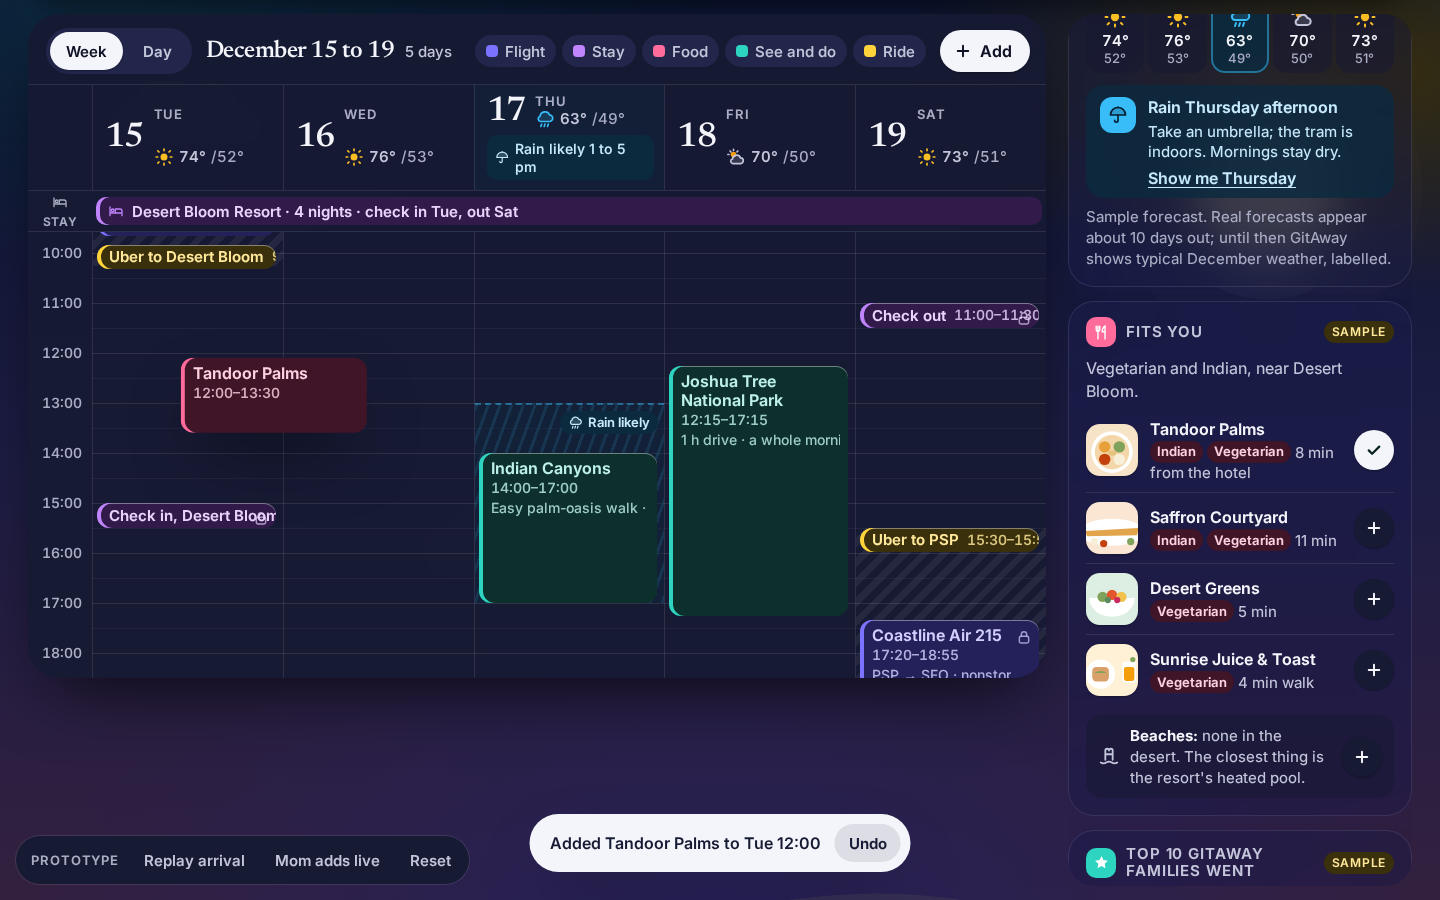 Week
Day
December 15 to 19 5 days
Flight
Stay
Food
See and do
Ride
+ Add
15 TUE
74° /52°
16 WED
76° /53°
17 THU
63° /49°
Rain likely 1 to 5
pm
18 FRI
70° /50°
19 SAT
73° /51°
STAY
Desert Bloom Resort · 4 nights · check in Tue, out Sat
10:00
11:00
12:00
13:00
14:00
15:00
16:00
17:00
18:00
Uber to Desert Bloom
Tandoor Palms
12:00–13:30
Check in, Desert Bloom
Rain likely
Indian Canyons
14:00–17:00
Easy palm-oasis walk ·
Joshua Tree
National Park
12:15–17:15
1 h drive · a whole morni
Check out 11:00–11:30
Uber to PSP 15:30–15:
Coastline Air 215
17:20–18:55
PSP → SFO · nonstop
74°
52°
76°
53°
63°
49°
70°
50°
73°
51°
Rain Thursday afternoon
Take an umbrella; the tram is
indoors. Mornings stay dry.
Show me Thursday
Sample forecast. Real forecasts appear
about 10 days out; until then GitAway
shows typical December weather, labelled.
FITS YOU
SAMPLE
Vegetarian and Indian, near Desert
Bloom.
Tandoor Palms
Indian Vegetarian 8 min
from the hotel
Saffron Courtyard
Indian Vegetarian 11 min
Desert Greens
Vegetarian 5 min
Sunrise Juice & Toast
Vegetarian 4 min walk
Beaches: none in the
desert. The closest thing is
the resort's heated pool.
TOP 10 GITAWAY
FAMILIES WENT
SAMPLE
PROTOTYPE
Replay arrival
Mom adds live
Reset
Added Tandoor Palms to Tue 12:00
Undo